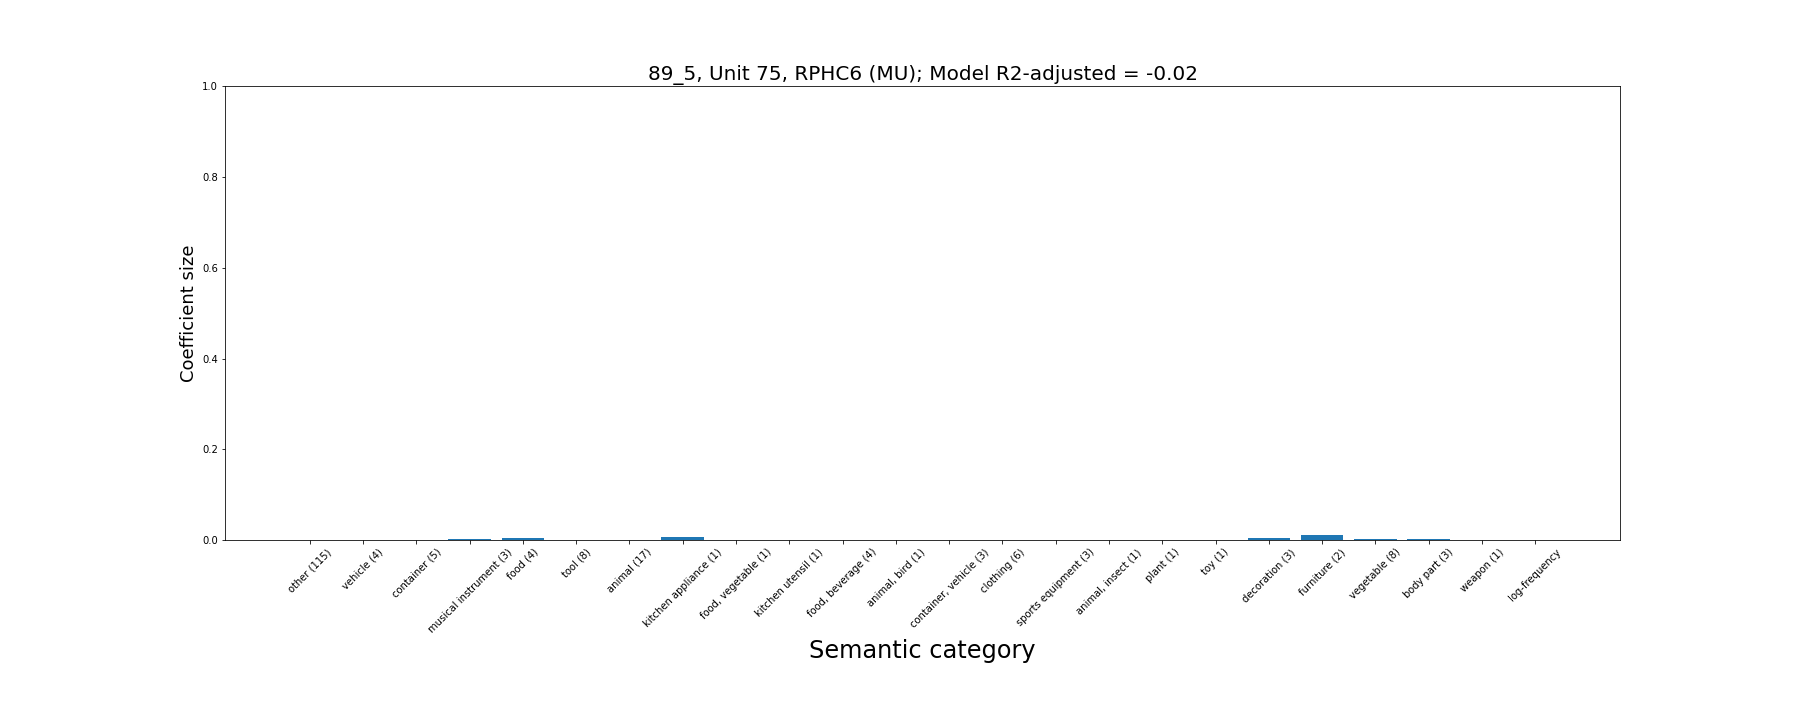 89_5, Unit 75, RPHC6 (MU); Model R2-adjusted = -0.02
Coefficient size
1.0
0.8
0.6
0.4
0.2
0.0
other (115)
vehicle (4)
container (5)
musical instrument (3)
food (4)
tool (8)
animal (17)
kitchen appliance (1)
food, vegetable (1)
kitchen utensil (1)
food, beverage (4)
animal, bird (1)
container, vehicle (3)
clothing (6)
sports equipment (3)
animal, insect (1)
plant (1)
toy (1)
decoration (3)
furniture (2)
vegetable (8)
body part (3)
weapon (1)
log-frequency
Semantic category